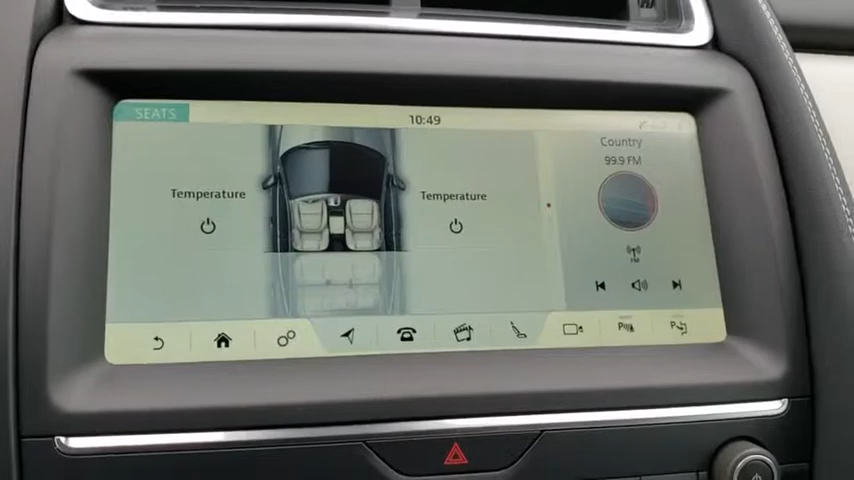 SEATS
10:49
Country
99.9 FM
Temperature
Temperature
FM
P
P